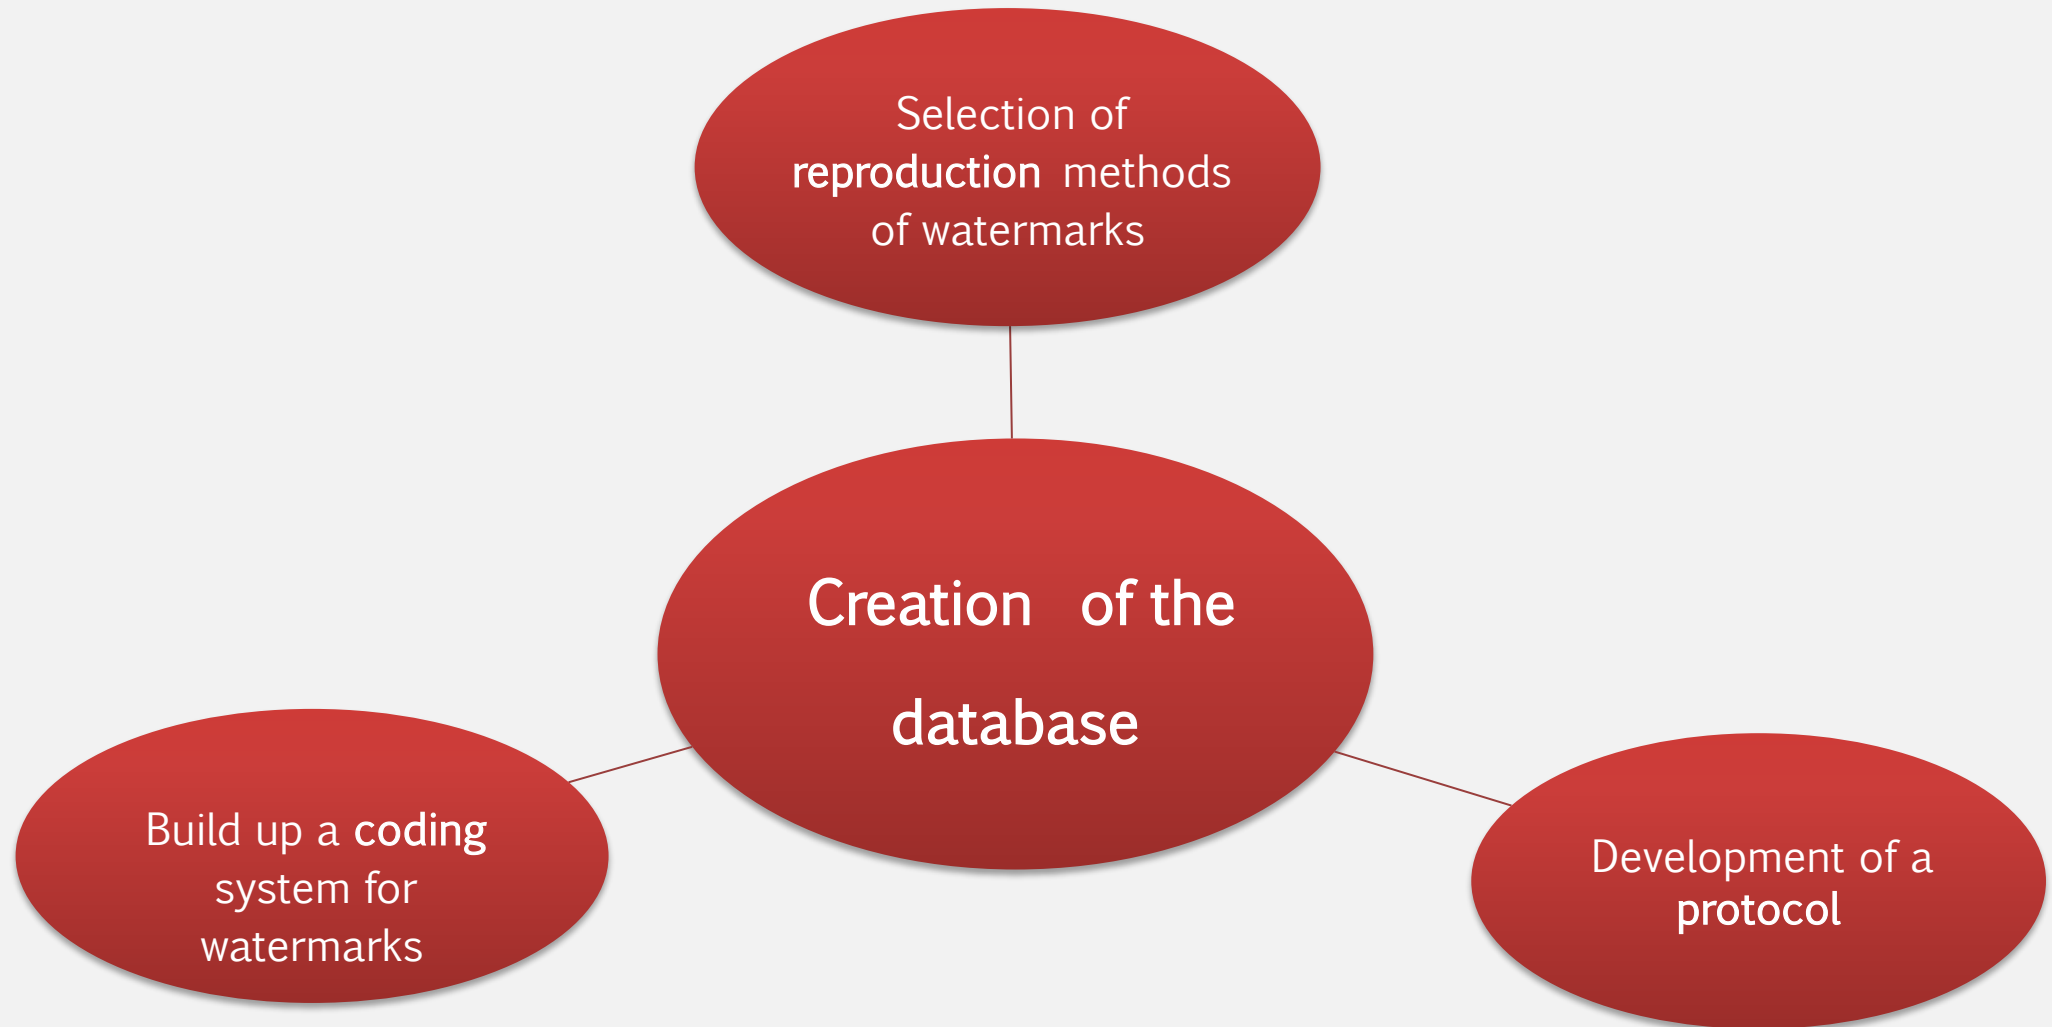 Selection of
reproduction methods
of watermarks
Creation of the
database
Build up a coding
system for
watermarks
Development of a
protocol